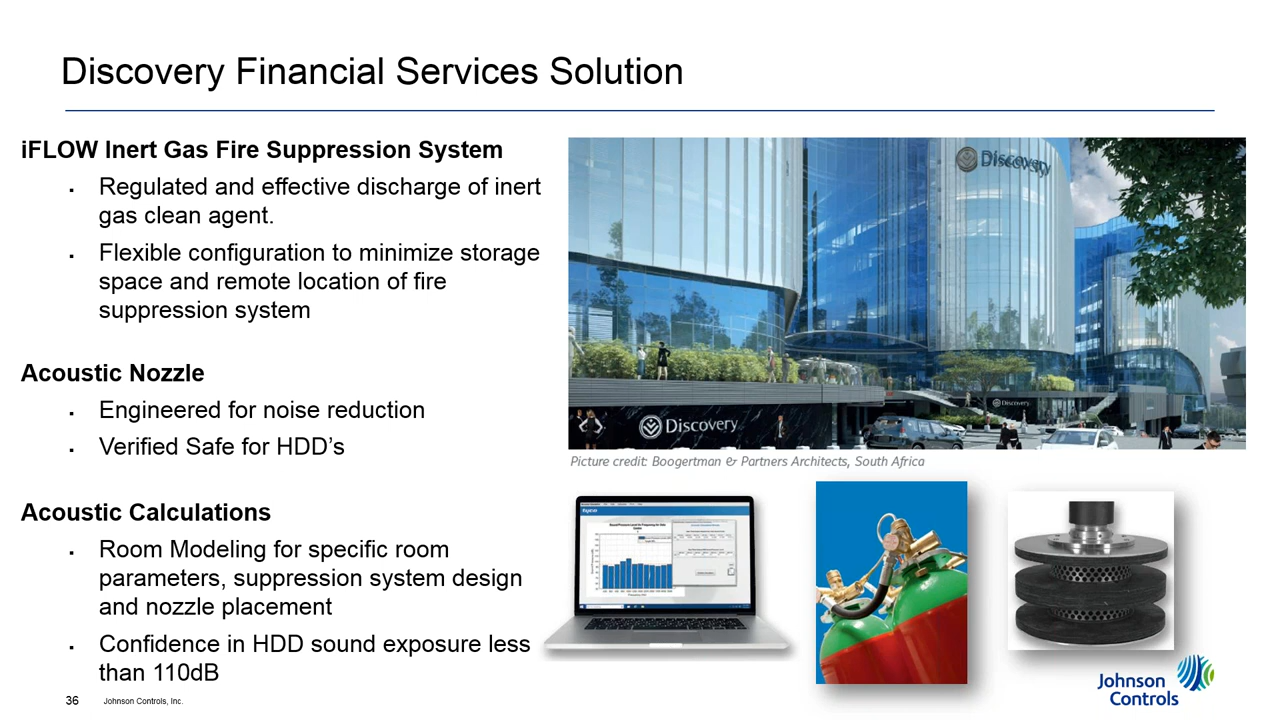 Discovery Financial Services Solution
iFLOW Inert Gas Fire Suppression System
▪ Regulated and effective discharge of inert
gas clean agent.
▪ Flexible configuration to minimize storage
space and remote location of fire
suppression system
Acoustic Nozzle
▪ Engineered for noise reduction
▪ Verified Safe for HDD’s
Acoustic Calculations
▪ Room Modeling for specific room
parameters, suppression system design
and nozzle placement
▪ Confidence in HDD sound exposure less
than 110dB
Discovery
Discovery
Discovery
Picture credit: Boogertman & Partners Architects, South Africa
tyco
36
Johnson Controls, Inc.
Johnson
Controls